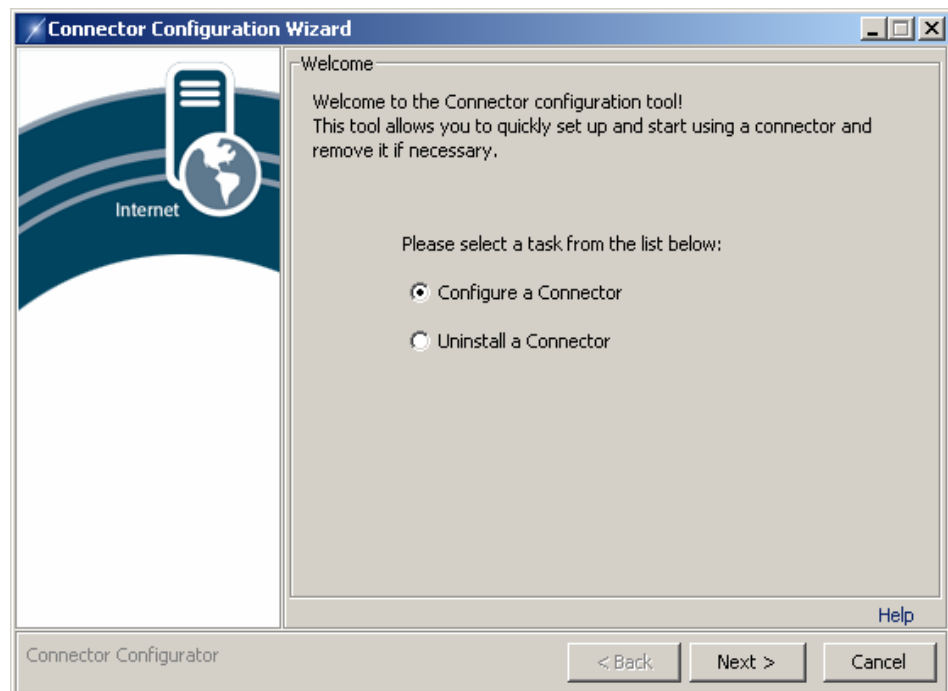 Connector Configuration Wizard
Internet
Welcome
Welcome to the Connector configuration tool!
This tool allows you to quickly set up and start using a connector and
remove it if necessary.
Please select a task from the list below:
Configure a Connector
Uninstall a Connector
Help
Connector Configurator
< Back
Next >
Cancel